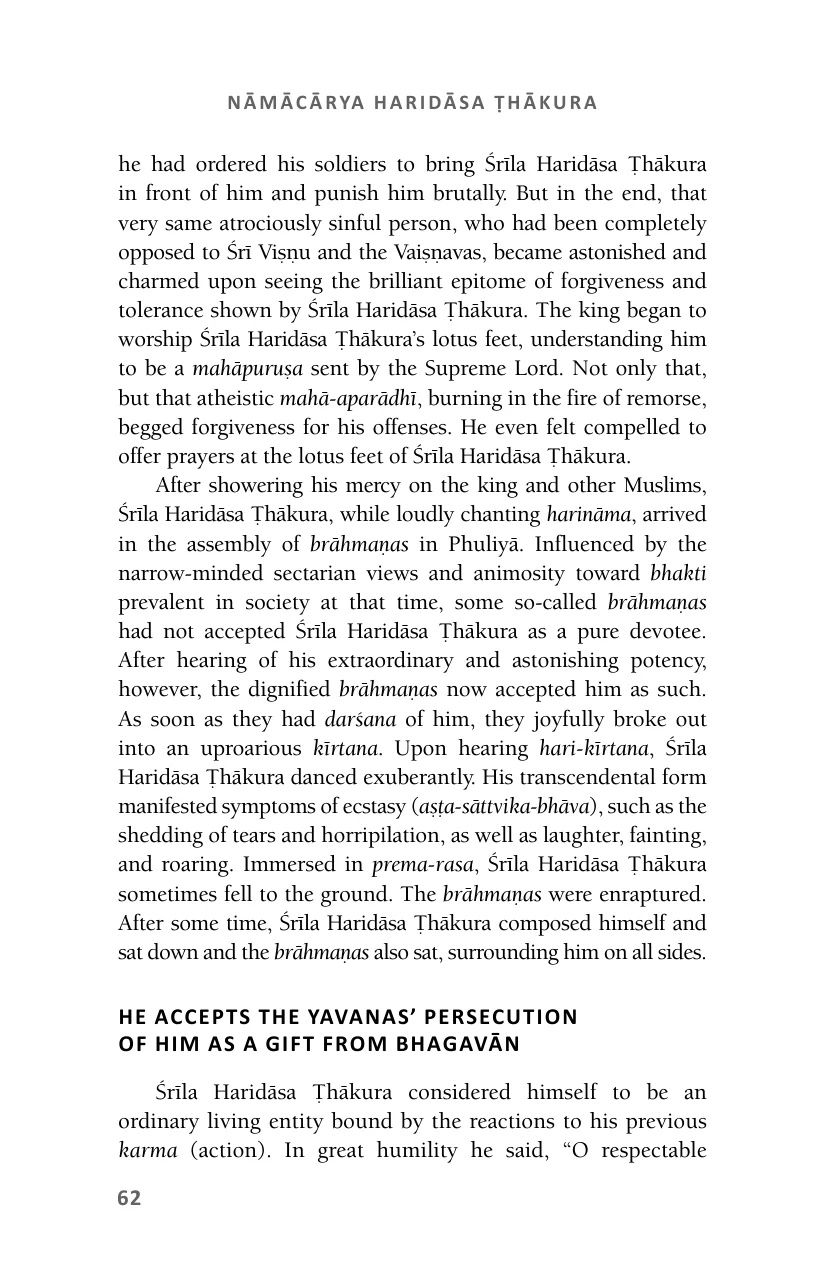 NĀMĀCĀRYA HARIDĀSA ṬHĀKURA
he had ordered his soldiers to bring Śrīla Haridāsa Ṭhākura
in front of him and punish him brutally. But in the end, that
very same atrociously sinful person, who had been completely
opposed to Śrī Viṣṇu and the Vaiṣṇavas, became astonished and
charmed upon seeing the brilliant epitome of forgiveness and
tolerance shown by Śrīla Haridāsa Ṭhākura. The king began to
worship Śrīla Haridāsa Ṭhākura’s lotus feet, understanding him
to be a mahāpuruṣa sent by the Supreme Lord. Not only that,
but that atheistic mahā-aparādhī, burning in the fire of remorse,
begged forgiveness for his offenses. He even felt compelled to
offer prayers at the lotus feet of Śrīla Haridāsa Ṭhākura.
After showering his mercy on the king and other Muslims,
Śrīla Haridāsa Ṭhākura, while loudly chanting harināma, arrived
in the assembly of brāhmaṇas in Phuliyā. Influenced by the
narrow-minded sectarian views and animosity toward bhakti
prevalent in society at that time, some so-called brāhmaṇas
had not accepted Śrīla Haridāsa Ṭhākura as a pure devotee.
After hearing of his extraordinary and astonishing potency,
however, the dignified brāhmaṇas now accepted him as such.
As soon as they had darśana of him, they joyfully broke out
into an uproarious kīrtana. Upon hearing hari-kīrtana, Śrīla
Haridāsa Ṭhākura danced exuberantly. His transcendental form
manifested symptoms of ecstasy (aṣṭa-sāttvika-bhāva), such as the
shedding of tears and horripilation, as well as laughter, fainting,
and roaring. Immersed in prema-rasa, Śrīla Haridāsa Ṭhākura
sometimes fell to the ground. The brāhmaṇas were enraptured.
After some time, Śrīla Haridāsa Ṭhākura composed himself and
sat down and the brāhmaṇas also sat, surrounding him on all sides.
HE ACCEPTS THE YAVANAS’ PERSECUTION
OF HIM AS A GIFT FROM BHAGAVĀN
Śrīla Haridāsa Ṭhākura considered himself to be an
ordinary living entity bound by the reactions to his previous
karma (action). In great humility he said, “O respectable
62